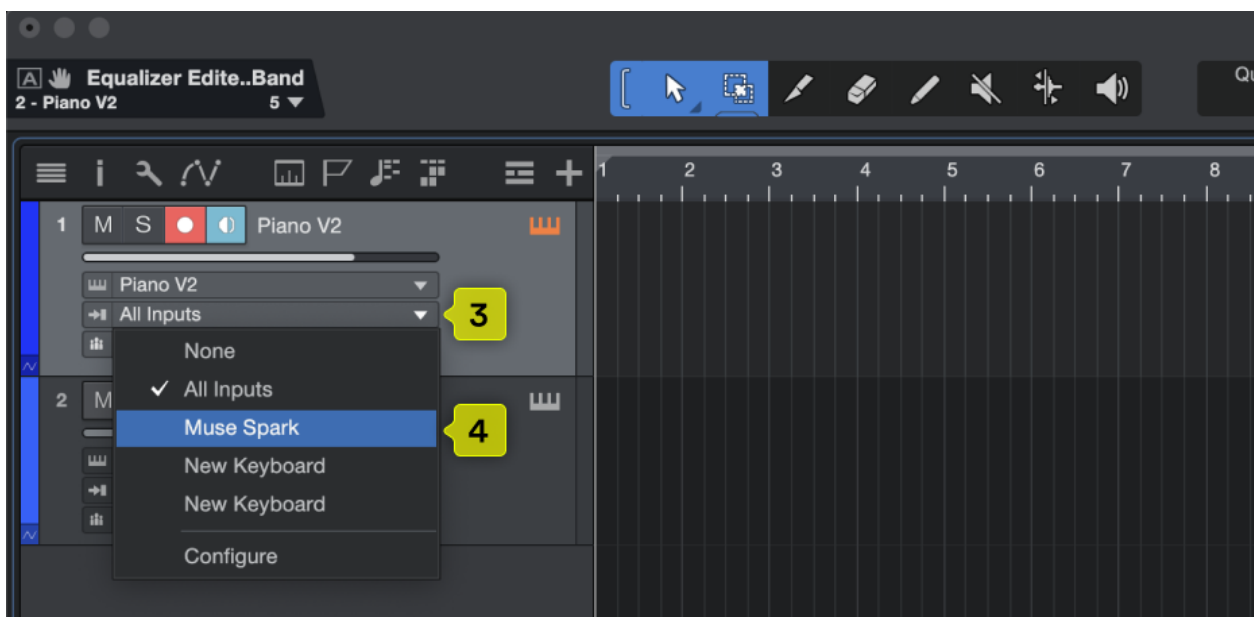 A Equalizer Edite..Band
2 - Piano V2 5
Qu
1 2 3 4 5 6 7 8
1 M S Piano V2
Piano V2
All Inputs
3
None
All Inputs
2 M
Muse Spark
4
New Keyboard
New Keyboard
Configure